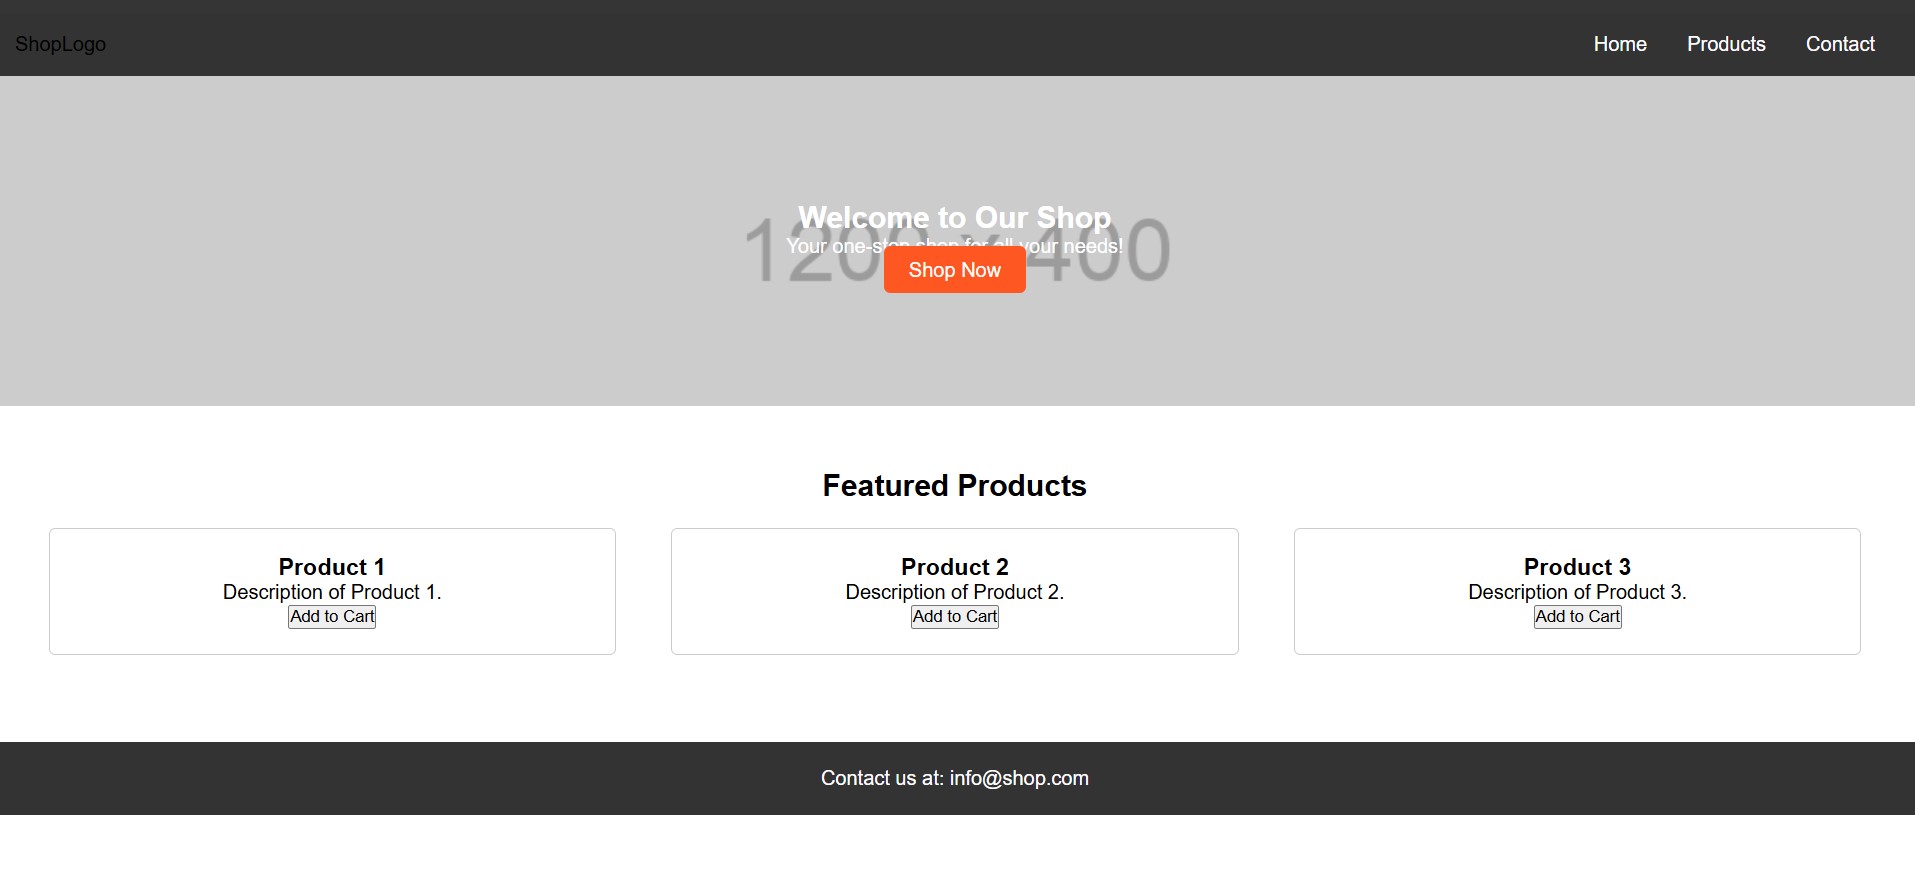 ShopLogo
Home Products Contact
1200 x 400
Welcome to Our Shop
Your one-stop shop for all your needs!
Shop Now
Featured Products
Product 1
Description of Product 1.
Add to Cart
Product 2
Description of Product 2.
Add to Cart
Product 3
Description of Product 3.
Add to Cart
Contact us at: info@shop.com